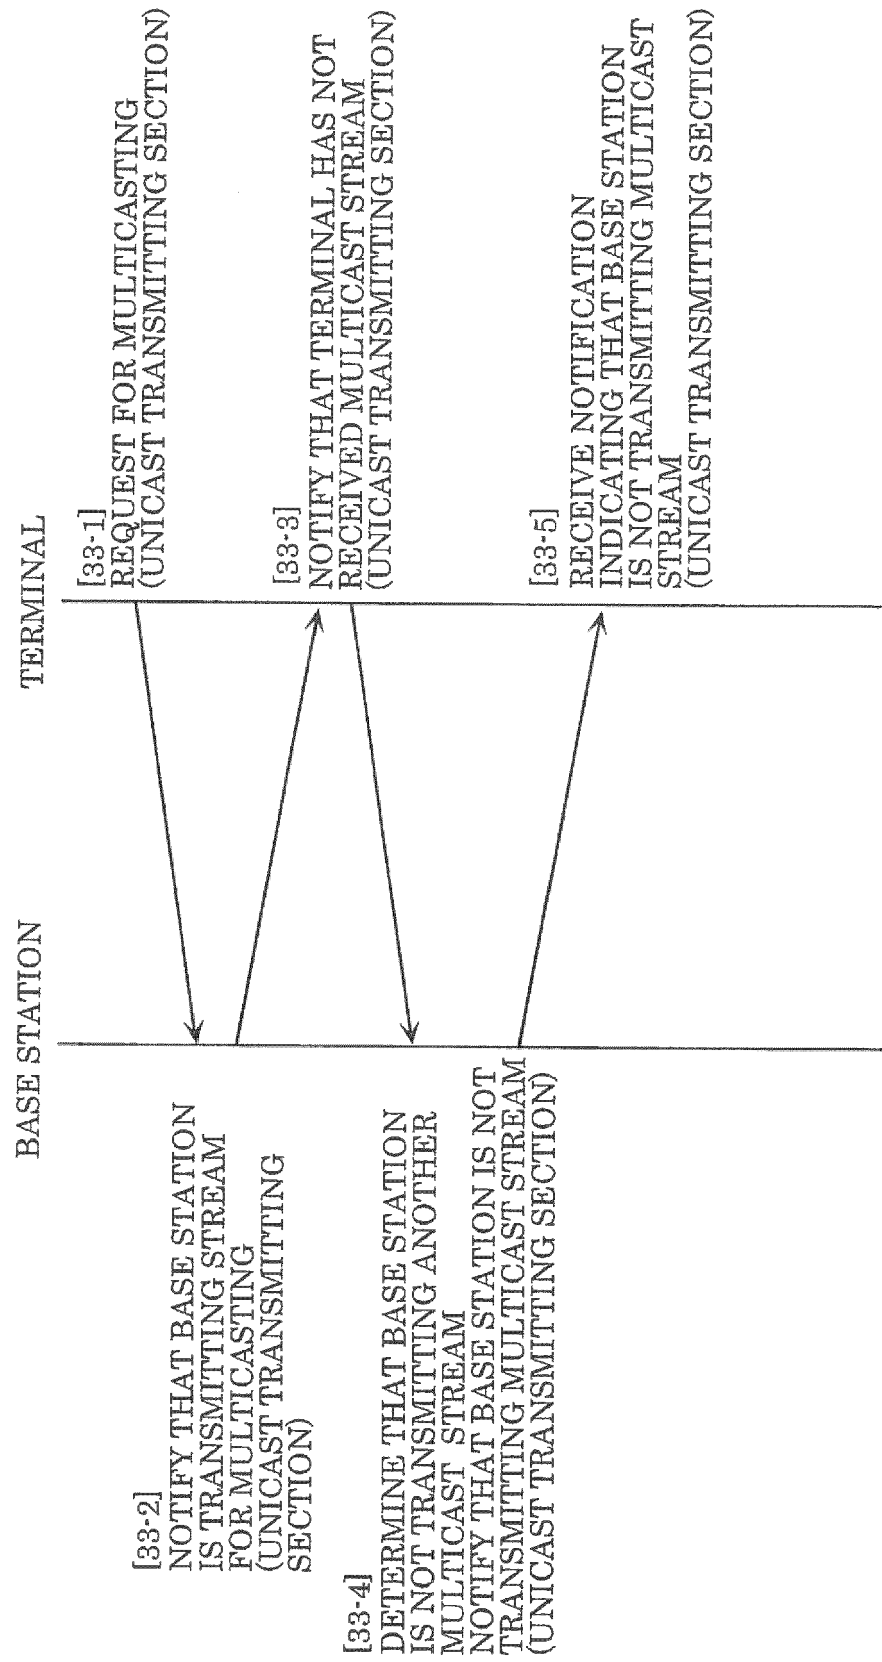 BASE STATION
TERMINAL
[33-1]
REQUEST FOR MULTICASTING
(UNICAST TRANSMITTING SECTION)
[33-2]
NOTIFY THAT BASE STATION
IS TRANSMITTING STREAM
FOR MULTICASTING
(UNICAST TRANSMITTING
SECTION)
[33-3]
NOTIFY THAT TERMINAL HAS NOT
RECEIVED MULTICAST STREAM
(UNICAST TRANSMITTING SECTION)
[33-4]
DETERMINE THAT BASE STATION
IS NOT TRANSMITTING ANOTHER
MULTICAST STREAM
NOTIFY THAT BASE STATION IS NOT
TRANSMITTING MULTICAST STREAM
(UNICAST TRANSMITTING SECTION)
[33-5]
RECEIVE NOTIFICATION
INDICATING THAT BASE STATION
IS NOT TRANSMITTING MULTICAST
STREAM
(UNICAST TRANSMITTING SECTION)